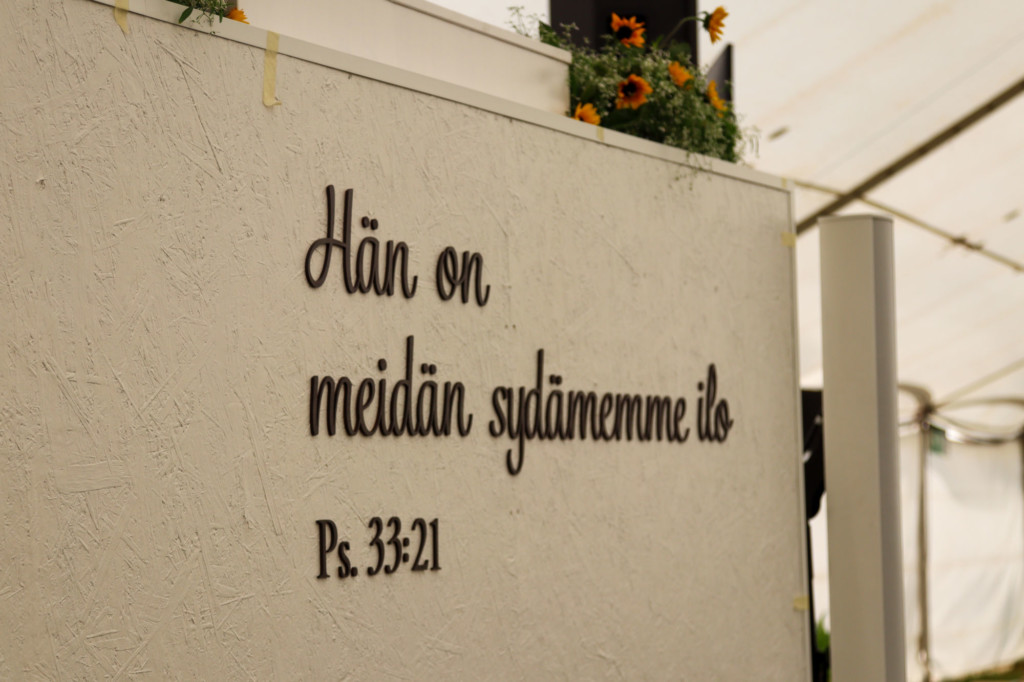 Hän on
meidän sydämemme ilo
Ps. 33:21